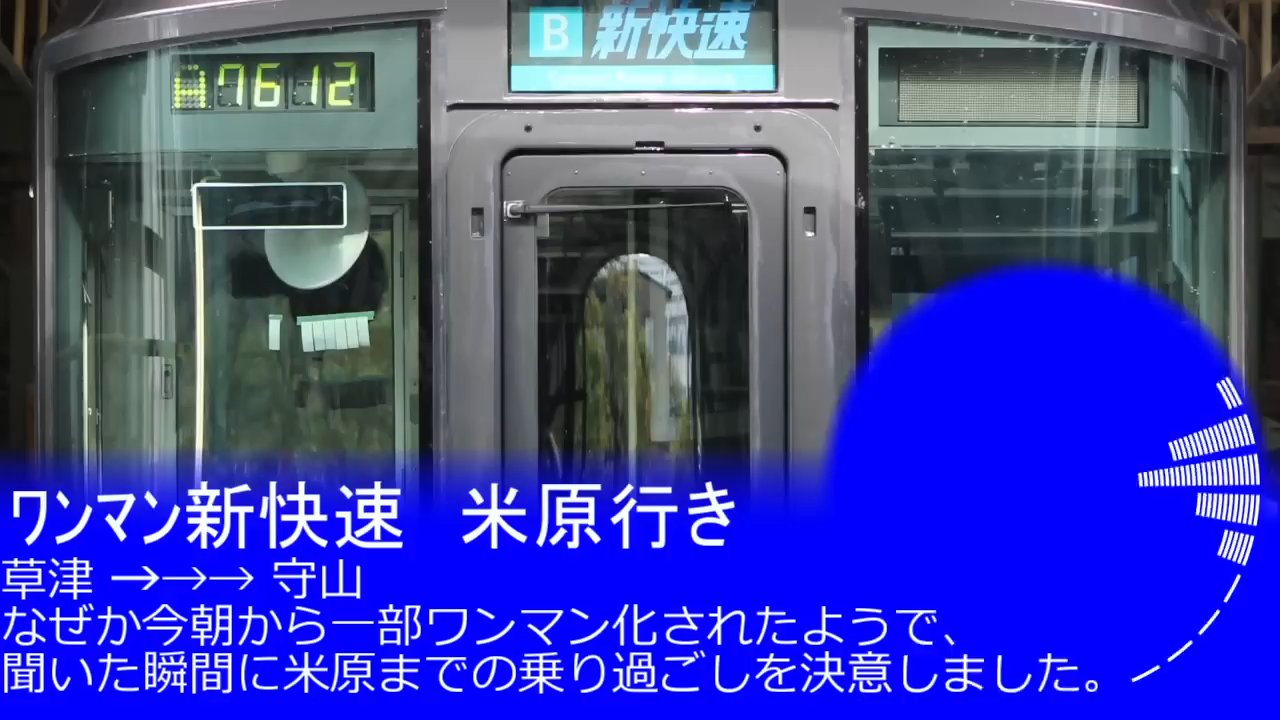 B 新快速
A7612
ﾜﾝﾏﾝ新快速　米原行き
草津 →→→ 守山
なぜか今朝から一部ワンマン化されたようで、
聞いた瞬間に米原までの乗り過ごしを決意しました。